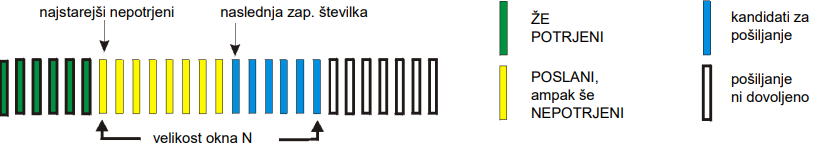 najstarejši nepotrjeni
naslednja zap. številka
velikost okna N
ŽE
POTRJENI
kandidati za
pošiljanje
POSLANI,
ampak še
NEPOTRJENI
pošiljanje
ni dovoljeno